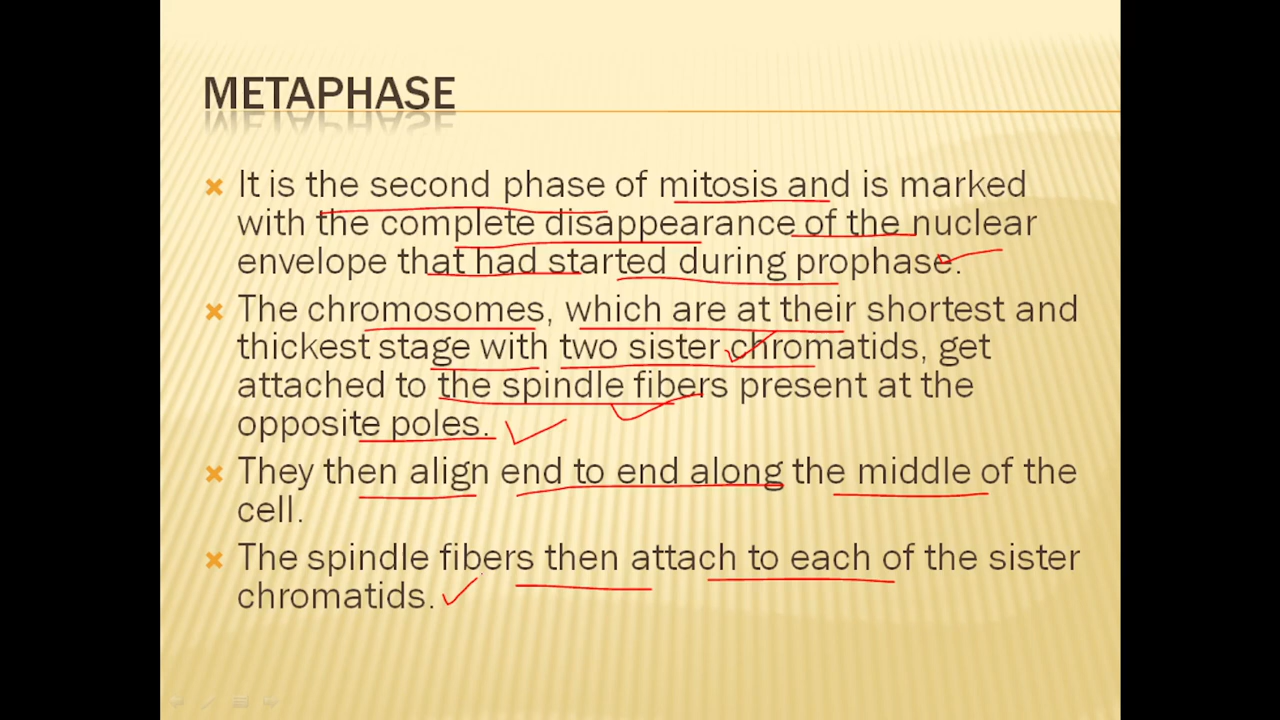 METAPHASE
It is the second phase of mitosis and is marked
with the complete disappearance of the nuclear
envelope that had started during prophase.
The chromosomes, which are at their shortest and
thickest stage with two sister chromatids, get
attached to the spindle fibers present at the
opposite poles.
They then align end to end along the middle of the
cell.
The spindle fibers then attach to each of the sister
chromatids.